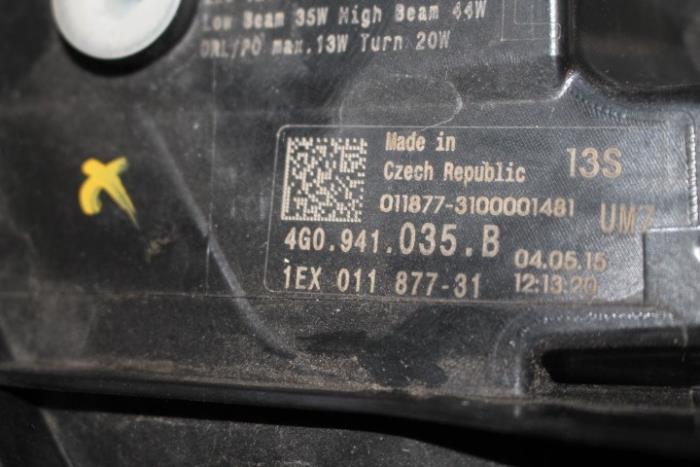 Low Beam 35W High Beam 44W
DRL/PO max.13W Turn 20W
Made in
Czech Republic
13S
011877-3100001481
UM7
4G0.941.035.B
04.05.15
1EX 011 877-31
12:13:20